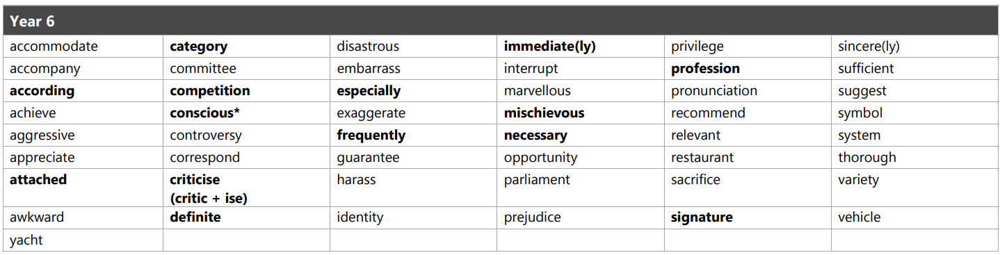 Year 6
accommodate category disastrous immediate(ly) privilege sincere(ly)
accompany committee embarrass interrupt profession sufficient
according competition especially marvellous pronunciation suggest
achieve conscious* exaggerate mischievous recommend symbol
aggressive controversy frequently necessary relevant system
appreciate correspond guarantee opportunity restaurant thorough
attached criticise harass parliament sacrifice variety
(critic + ise)
awkward definite identity prejudice signature vehicle
yacht